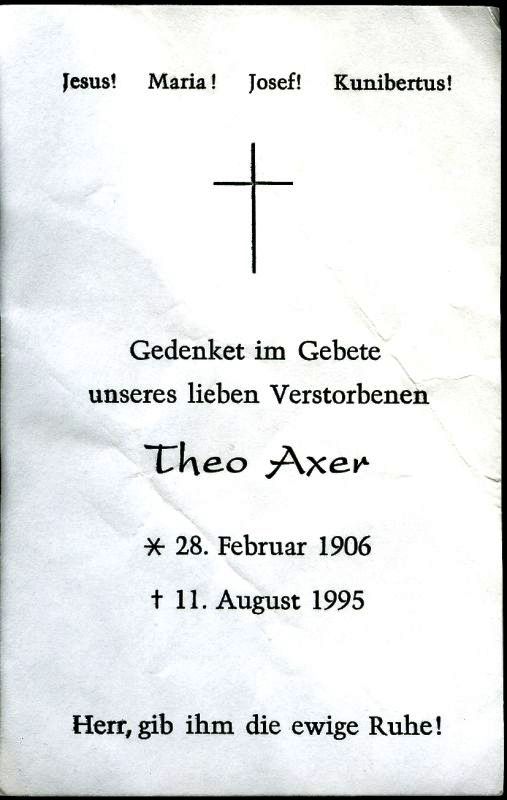 Jesus! Maria! Josef! Kunibertus!
Gedenket im Gebete
unseres lieben Verstorbenen
Theo Axer
* 28. Februar 1906
† 11. August 1995
Herr, gib ihm die ewige Ruhe!